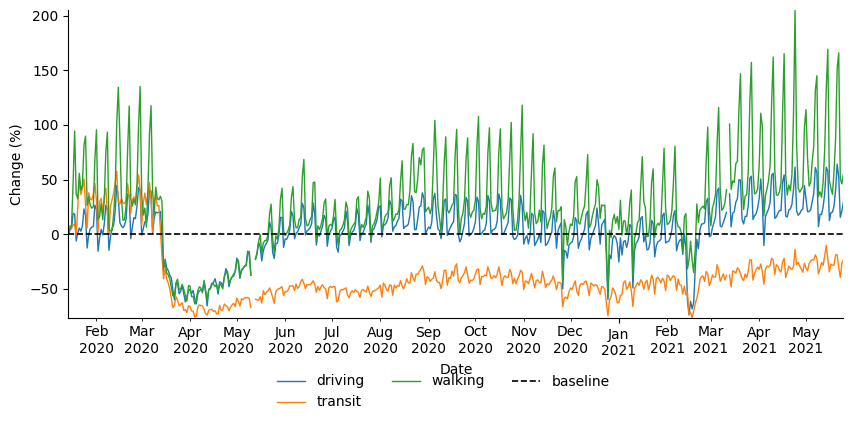 200
150
100
50
0
−50
Change (%)
Feb 2020
Mar 2020
Apr 2020
May 2020
Jun 2020
Jul 2020
Aug 2020
Sep 2020
Oct 2020
Nov 2020
Dec 2020
Jan 2021
Feb 2021
Mar 2021
Apr 2021
May 2021
Date
driving
walking
baseline
transit